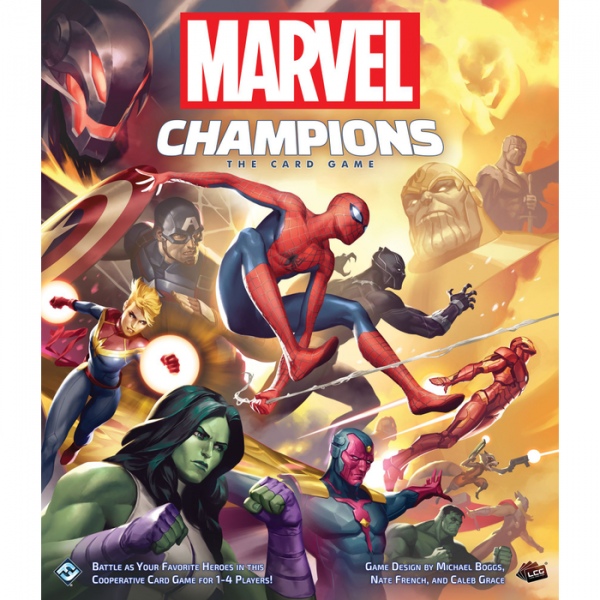 MARVEL
CHAMPIONS
THE CARD GAME
BATTLE AS YOUR FAVORITE HEROES IN THIS
COOPERATIVE CARD GAME FOR 1-4 PLAYERS!
GAME DESIGN BY MICHAEL BOGGS,
NATE FRENCH, AND CALEB GRACE
LCG